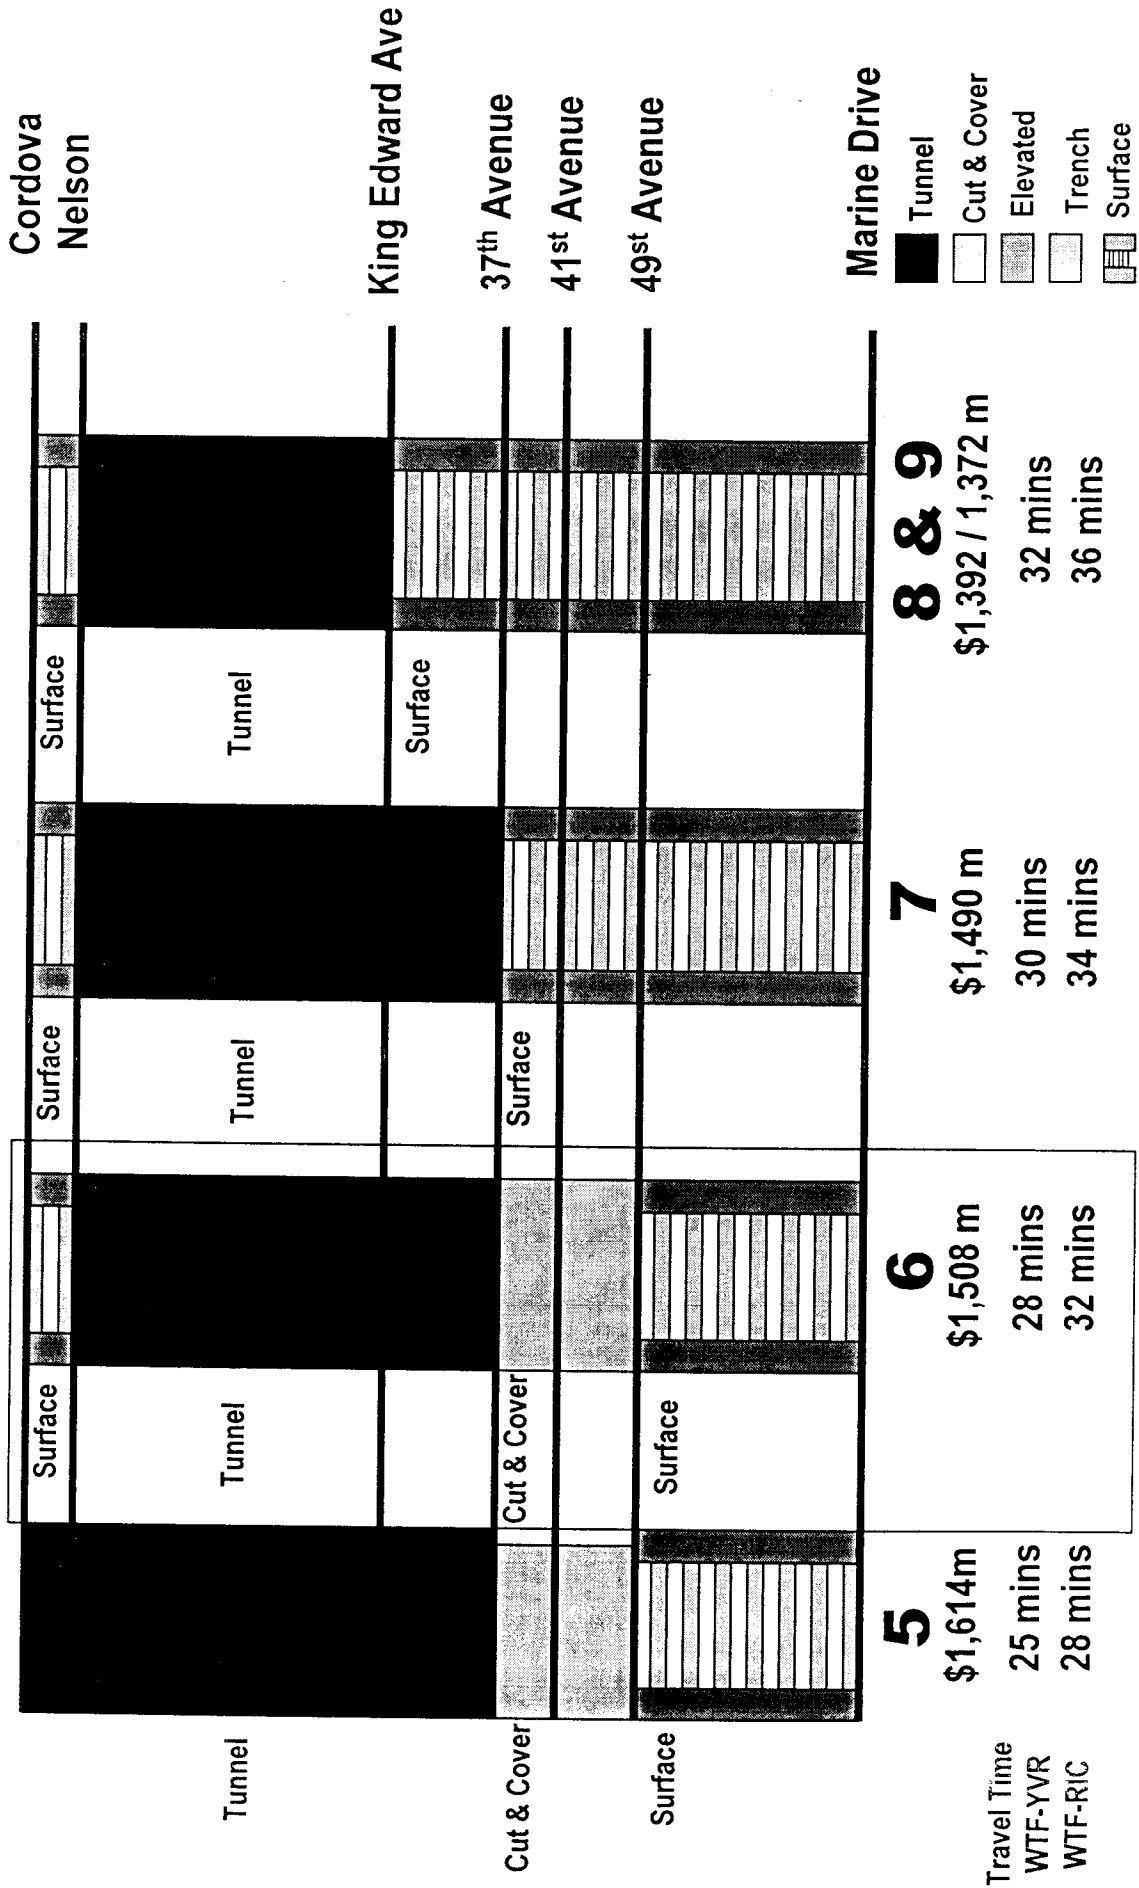 Cordova
Nelson
King Edward Ave
37th Avenue
41st Avenue
49st Avenue
Marine Drive
Tunnel
Cut & Cover
Elevated
Trench
Surface
Tunnel
Cut & Cover
Surface
Surface
Tunnel
Cut & Cover
Surface
Surface
Tunnel
Surface
Surface
Tunnel
Surface
5
6
7
8 & 9
$1,614m
$1,508 m
$1,490 m
$1,392 / 1,372 m
Travel Time
WTF-YVR
25 mins
28 mins
30 mins
32 mins
WTF-RIC
28 mins
32 mins
34 mins
36 mins